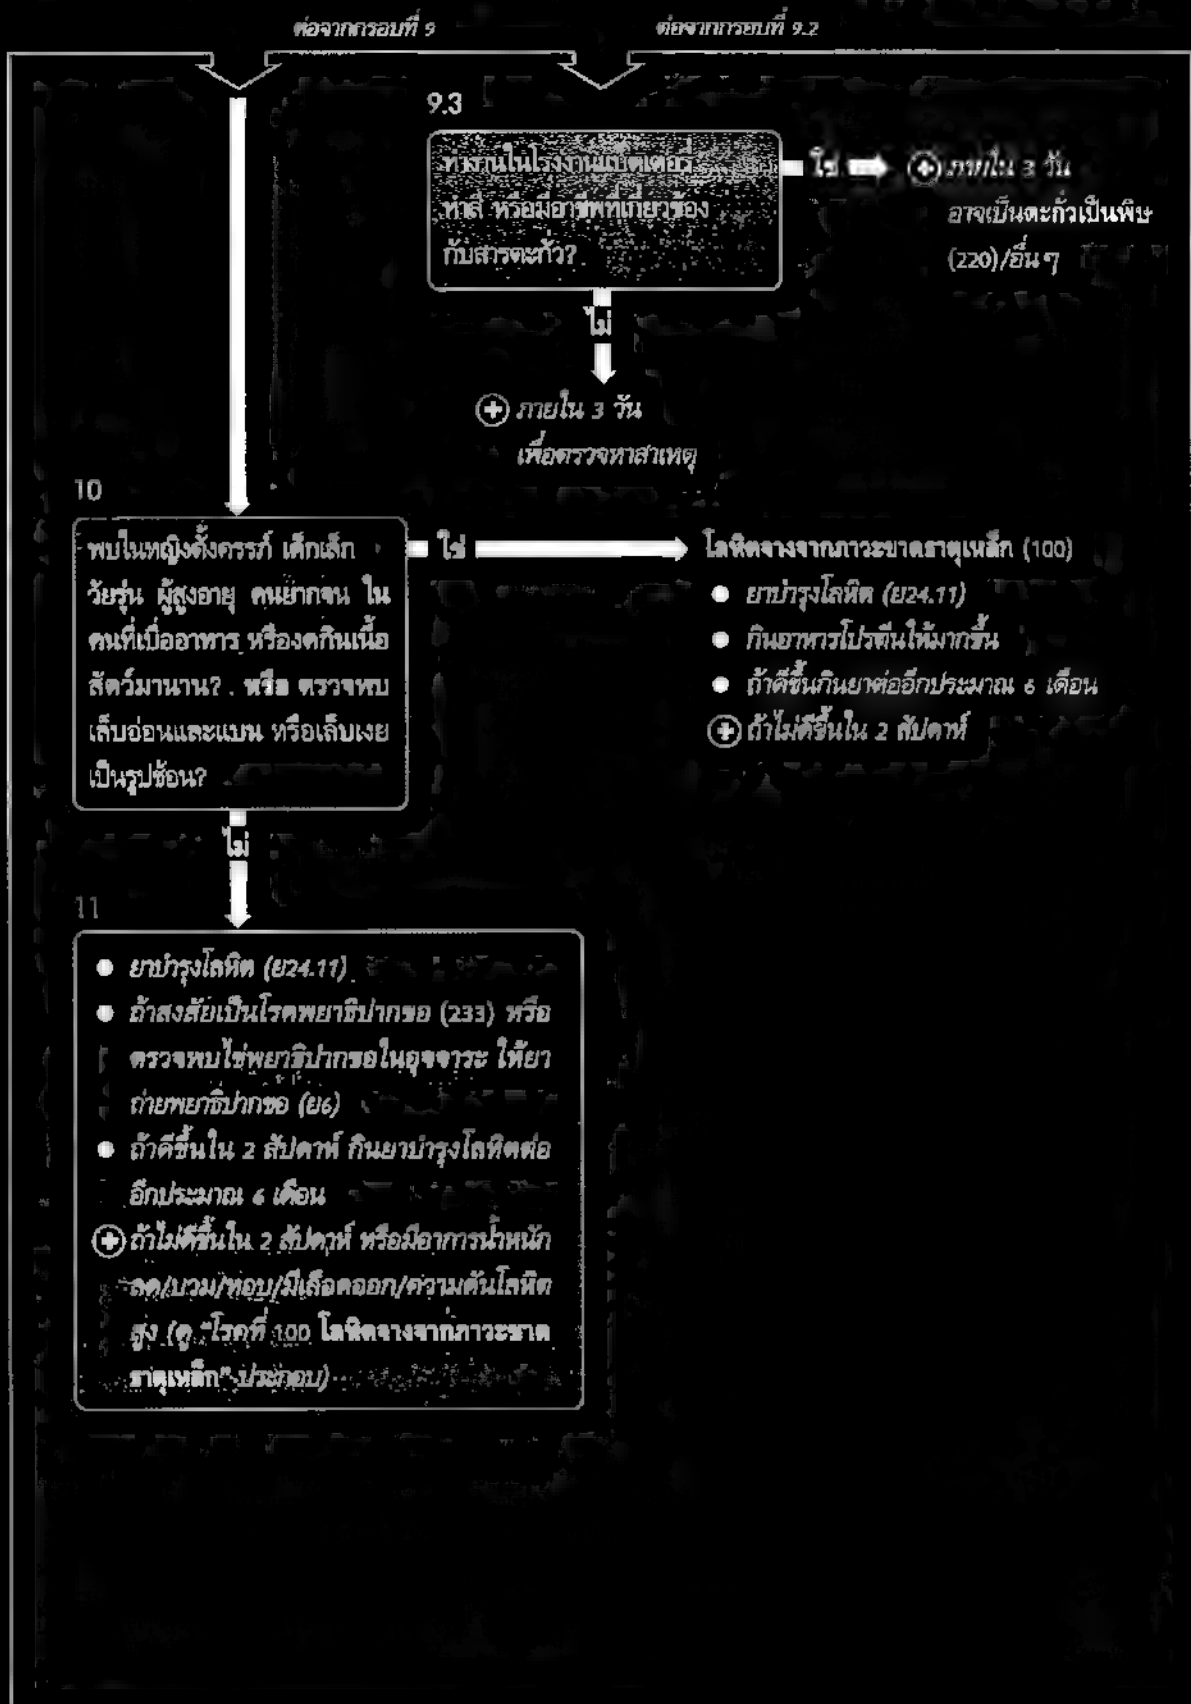 ต่อจากกรอบที่ 9
ต่อจากกรอบที่ 9.2
9.3
ทำงานในโรงงานแบตเตอรี่
ทำสี หรือมีอาชีพที่เกี่ยวข้อง
กับสารตะกั่ว?
ใช่
ภายใน 3 วัน
อาจเป็นตะกั่วเป็นพิษ
(220)/อื่นๆ
ไม่
ภายใน 3 วัน
เพื่อตรวจหาสาเหตุ
10
พบในหญิงตั้งครรภ์ เด็กเล็ก
วัยรุ่น ผู้สูงอายุ คนยากจน ใน
คนที่เบื่ออาหาร หรืองดกินเนื้อ
สัตว์มานาน? หรือ ตรวจพบ
เล็บอ่อนและแบน หรือเล็บเงย
เป็นรูปช้อน?
ใช่
โลหิตจางจากภาวะขาดธาตุเหล็ก (100)
● ยาบำรุงโลหิต (ย24.11)
● กินอาหารโปรตีนให้มากขึ้น
● ถ้าดีขึ้นกินยาต่ออีกประมาณ 6 เดือน
ถ้าไม่ดีขึ้นใน 2 สัปดาห์
ไม่
11
● ยาบำรุงโลหิต (ย24.11)
● ถ้าสงสัยเป็นโรคพยาธิปากขอ (233) หรือ
ตรวจพบไข่พยาธิปากขอในอุจจาระ ให้ยา
ถ่ายพยาธิปากขอ (ย6)
● ถ้าดีขึ้นใน 2 สัปดาห์ กินยาบำรุงโลหิตต่อ
อีกประมาณ 6 เดือน
ถ้าไม่ดีขึ้นใน 2 สัปดาห์ หรือมีอาการน้ำหนัก
ลด/บวม/หอบ/มีเลือดออก/ความดันโลหิต
สูง (ดู "โรคที่ 100 โลหิตจางจากภาวะขาด
ธาตุเหล็ก" ประกอบ)